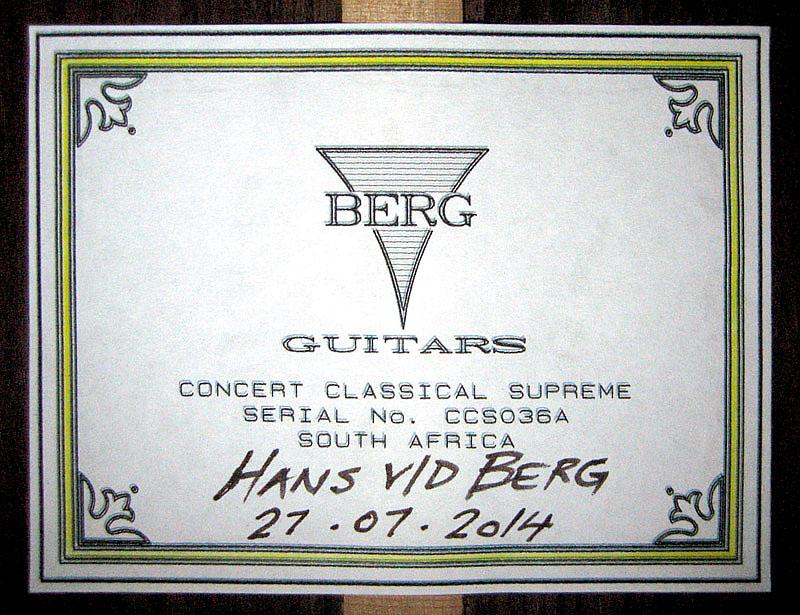 BERG
GUITARS
CONCERT CLASSICAL SUPREME
SERIAL No. CCS036A
SOUTH AFRICA
HANS V/D BERG
27.07.2014